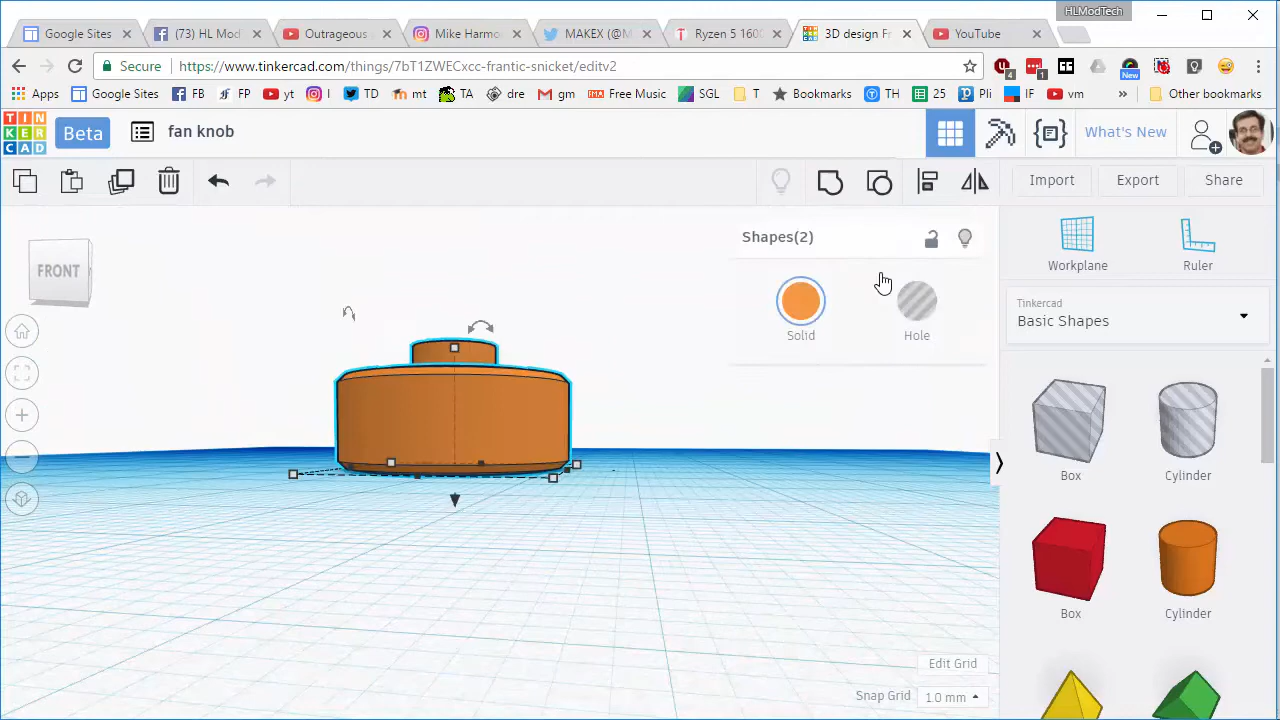 HLModTech
Google Site
(73) HL Mod
Outrageous
Mike Harmo
MAKEX (@M
Ryzen 5 160
3D design Fr
YouTube
Secure
https://www.tinkercad.com/things/7bT1ZWECxcc-frantic-snicket/editv2
4
1
New
Apps
Google Sites
FB
FP
yt
I
TD
mt
TA
dre
gm
Free Music
SGL
T
Bookmarks
TH
25
Pli
IF
vm
»
Other bookmarks
TIN
KER
CAD
Beta
fan knob
What's New
Import
Export
Share
FRONT
Shapes(2)
Solid
Hole
Workplane
Ruler
Tinkercad
Basic Shapes
Box
Cylinder
Box
Cylinder
Edit Grid
Snap Grid
1.0 mm